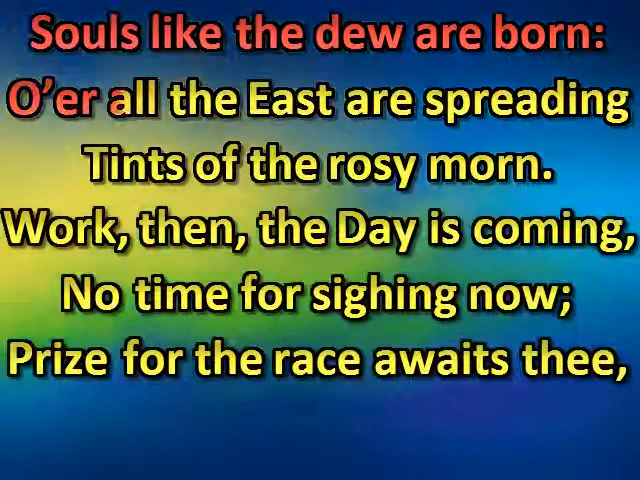 Souls like the dew are born:
O’er all the East are spreading
Tints of the rosy morn.
Work, then, the Day is coming,
No time for sighing now;
Prize for the race awaits thee,